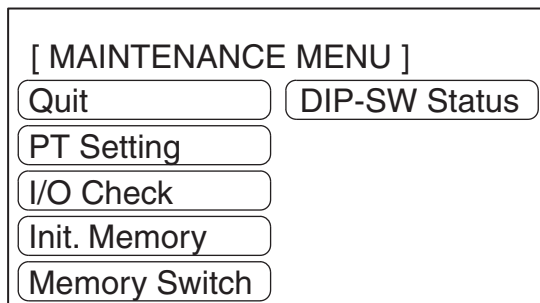 [ MAINTENANCE MENU ]
Quit
DIP-SW Status
PT Setting
I/O Check
Init. Memory
Memory Switch